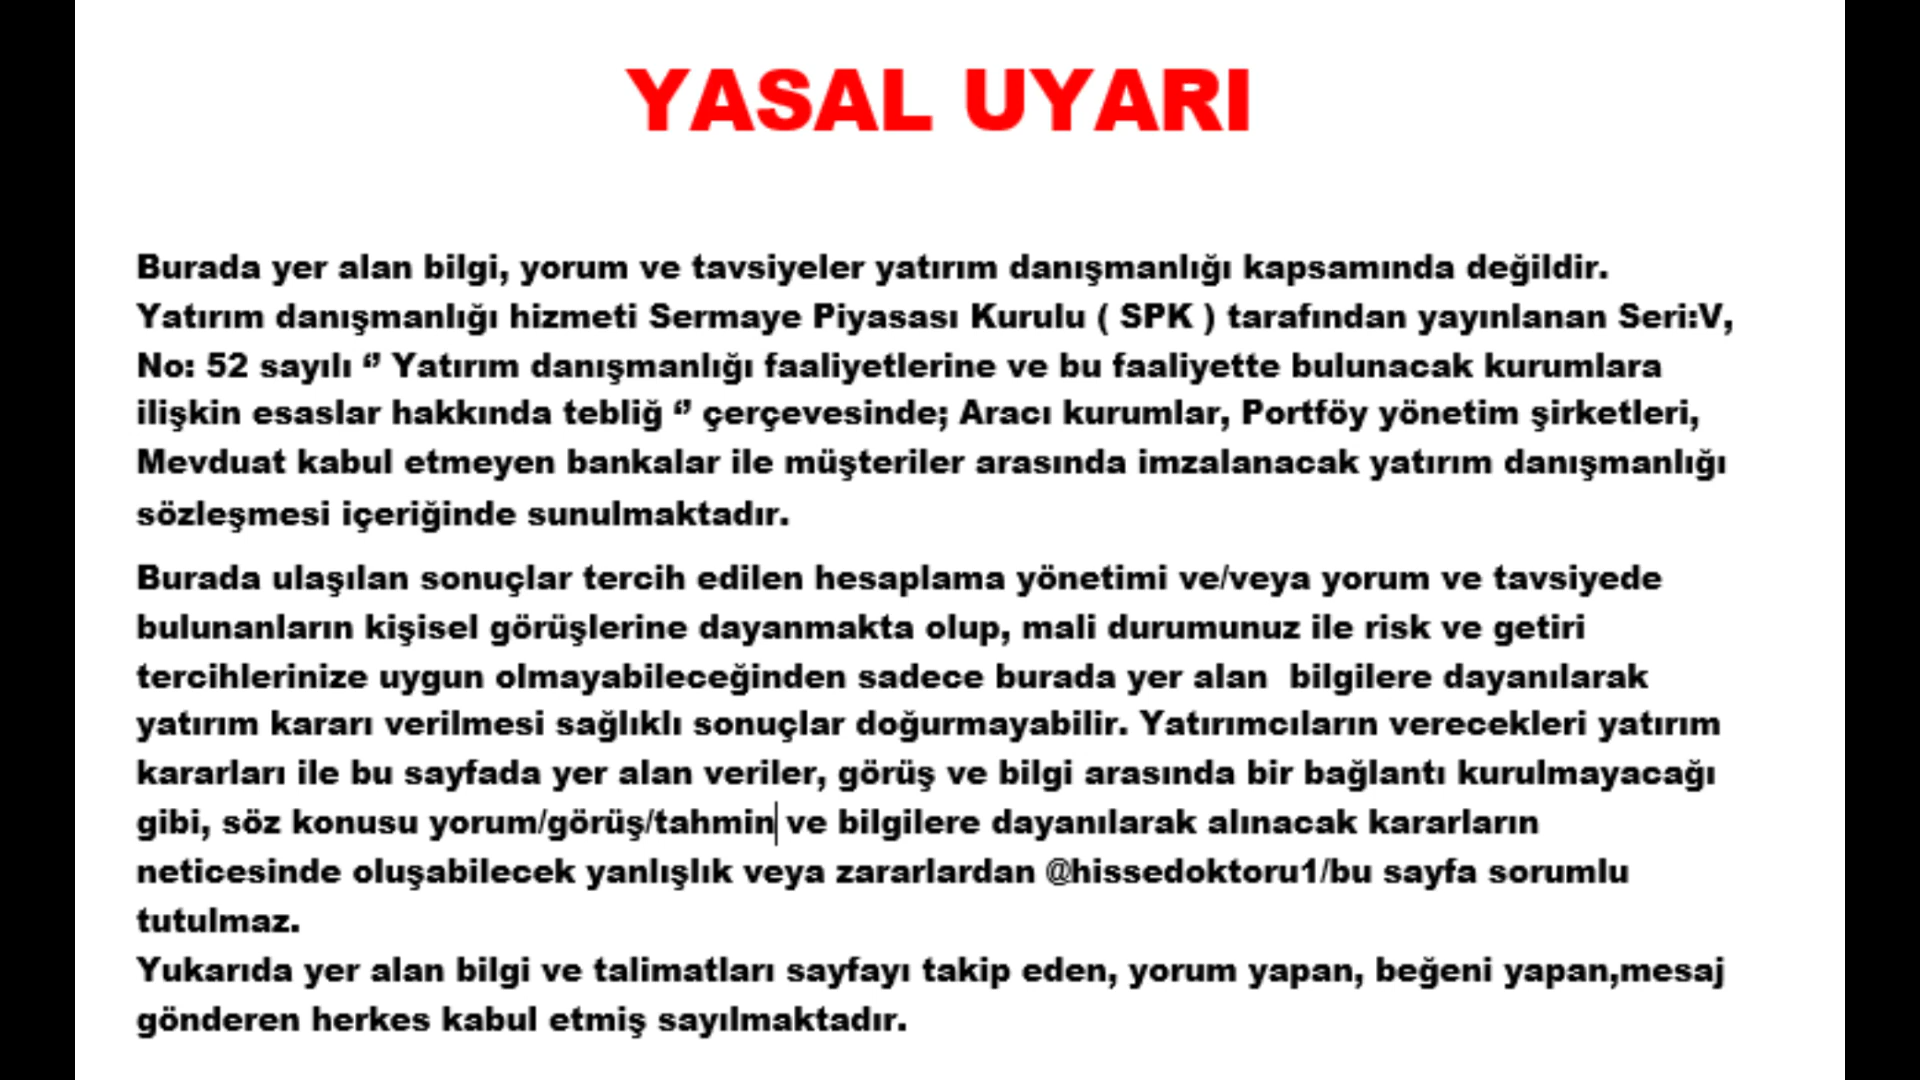 YASAL UYARI
Burada yer alan bilgi, yorum ve tavsiyeler yatırım danışmanlığı kapsamında değildir.
Yatırım danışmanlığı hizmeti Sermaye Piyasası Kurulu ( SPK ) tarafından yayınlanan Seri:V,
No: 52 sayılı “ Yatırım danışmanlığı faaliyetlerine ve bu faaliyette bulunacak kurumlara
ilişkin esaslar hakkında tebliğ “ çerçevesinde; Aracı kurumlar, Portföy yönetim şirketleri,
Mevduat kabul etmeyen bankalar ile müşteriler arasında imzalanacak yatırım danışmanlığı
sözleşmesi içeriğinde sunulmaktadır.
Burada ulaşılan sonuçlar tercih edilen hesaplama yönetimi ve/veya yorum ve tavsiyede
bulunanların kişisel görüşlerine dayanmakta olup, mali durumunuz ile risk ve getiri
tercihlerinize uygun olmayabileceğinden sadece burada yer alan  bilgilere dayanılarak
yatırım kararı verilmesi sağlıklı sonuçlar doğurmayabilir. Yatırımcıların verecekleri yatırım
kararları ile bu sayfada yer alan veriler, görüş ve bilgi arasında bir bağlantı kurulmayacağı
gibi, söz konusu yorum/görüş/tahmin ve bilgilere dayanılarak alınacak kararların
neticesinde oluşabilecek yanlışlık veya zararlardan @hissedoktoru1/bu sayfa sorumlu
tutulmaz.
Yukarıda yer alan bilgi ve talimatları sayfayı takip eden, yorum yapan, beğeni yapan,mesaj
gönderen herkes kabul etmiş sayılmaktadır.